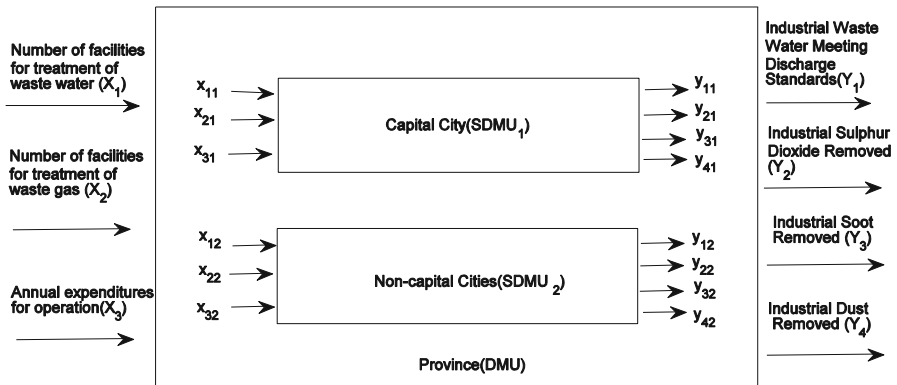 Number of facilities
for treatment of
waste water (X₁)
Number of facilities
for treatment of
waste gas (X₂)
Annual expenditures
for operation(X₃)
x₁₁
x₂₁
x₃₁
Capital City(SDMU₁)
y₁₁
y₂₁
y₃₁
y₄₁
x₁₂
x₂₂
x₃₂
Non-capital Cities(SDMU ₂)
y₁₂
y₂₂
y₃₂
y₄₂
Province(DMU)
Industrial Waste
Water Meeting
Discharge
Standards(Y₁)
Industrial Sulphur
Dioxide Removed
(Y₂)
Industrial Soot
Removed (Y₃)
Industrial Dust
Removed (Y₄)